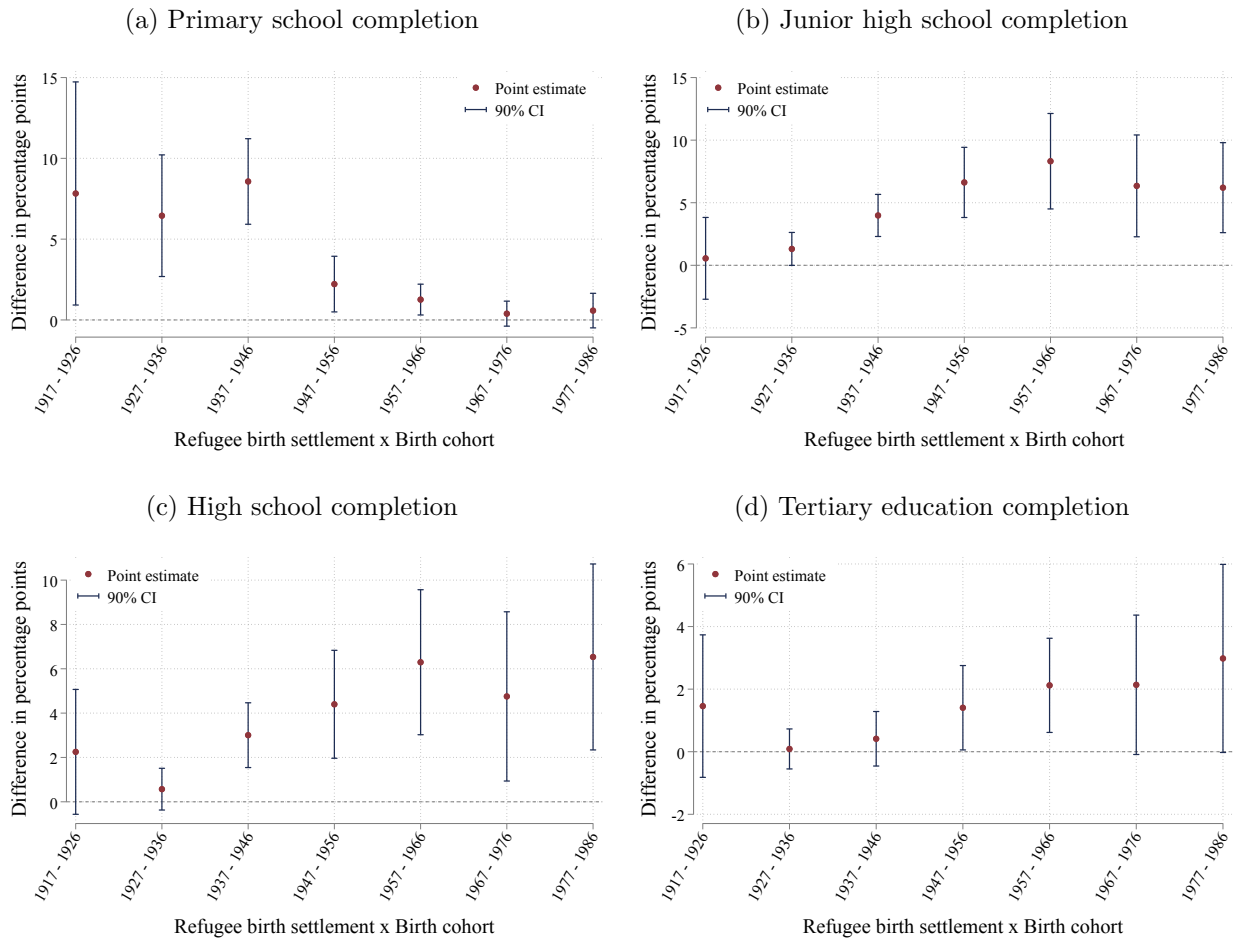 (a) Primary school completion
Difference in percentage points
15
10
5
0
Point estimate
90% CI
1917 - 1926
1927 - 1936
1937 - 1946
1947 - 1956
1957 - 1966
1967 - 1976
1977 - 1986
Refugee birth settlement x Birth cohort
(b) Junior high school completion
Difference in percentage points
15
10
5
0
-5
Point estimate
90% CI
1917 - 1926
1927 - 1936
1937 - 1946
1947 - 1956
1957 - 1966
1967 - 1976
1977 - 1986
Refugee birth settlement x Birth cohort
(c) High school completion
Difference in percentage points
10
8
6
4
2
0
Point estimate
90% CI
1917 - 1926
1927 - 1936
1937 - 1946
1947 - 1956
1957 - 1966
1967 - 1976
1977 - 1986
Refugee birth settlement x Birth cohort
(d) Tertiary education completion
Difference in percentage points
6
4
2
0
-2
Point estimate
90% CI
1917 - 1926
1927 - 1936
1937 - 1946
1947 - 1956
1957 - 1966
1967 - 1976
1977 - 1986
Refugee birth settlement x Birth cohort